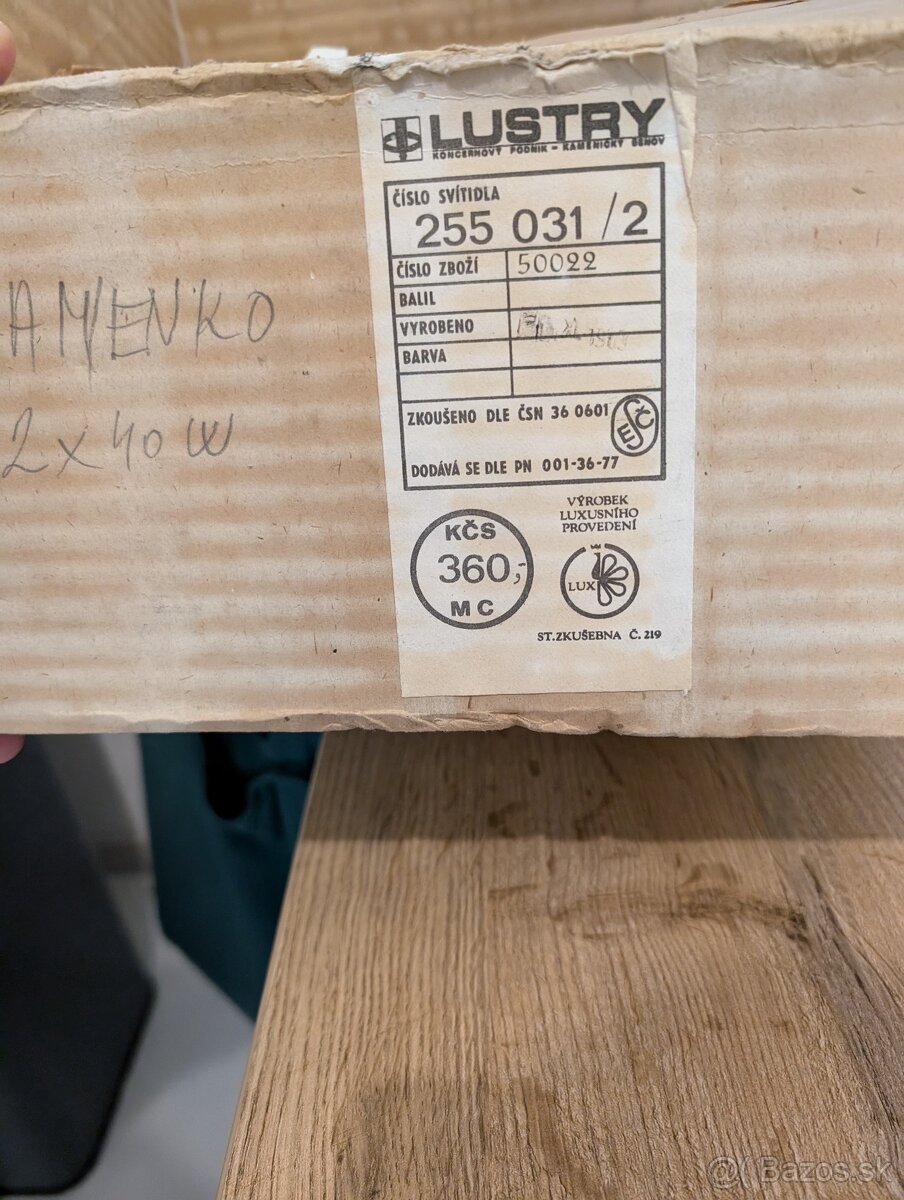 LUSTRY
KONCERNOVÝ PODNIK - KAMENICKÝ ŠENOV
ČÍSLO SVÍTIDLA
255 031 /2
ČÍSLO ZBOŽÍ 50022
BALIL
VYROBENO
BARVA
ZKOUŠENO DLE ČSN 36 0601
DODÁVÁ SE DLE PN 001-36-77
KČS
360,-
MC
VÝROBEK
LUXUSNÍHO
PROVEDENÍ
LUX
ST. ZKUŠEBNA Č. 219
AMENKO
2 x 40 W
@ Bazos.sk